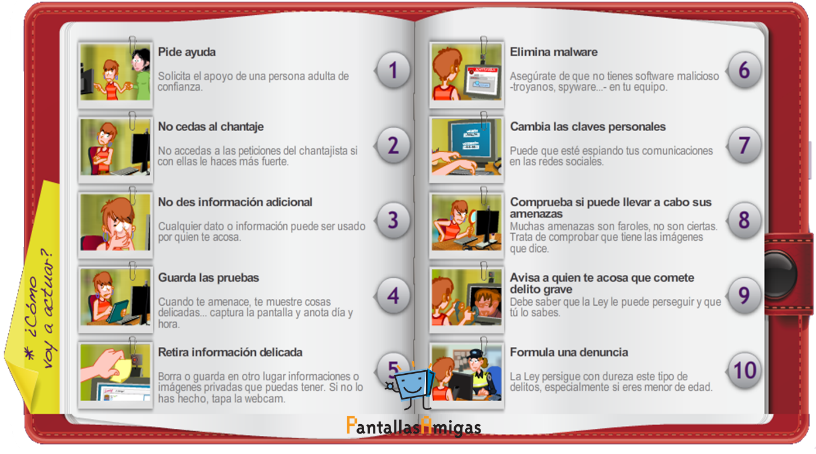 Pide ayuda
Solicita el apoyo de una persona adulta de
confianza.
1
No cedas al chantaje
No accedas a las peticiones del chantajista si
con ellas le haces más fuerte.
2
No des información adicional
Cualquier dato o información puede ser usado
por quien te acosa.
3
Guarda las pruebas
Cuando te amenace, te muestre cosas
delicadas... captura la pantalla y anota día y
hora.
4
Retira información delicada
Borra o guarda en otro lugar informaciones o
imágenes privadas que puedas tener. Si no lo
has hecho, tapa la webcam.
5
Elimina malware
Asegúrate de que no tienes software malicioso
-troyanos, spyware...- en tu equipo.
6
Cambia las claves personales
Puede que esté espiando tus comunicaciones
en las redes sociales.
7
Comprueba si puede llevar a cabo sus
amenazas
Muchas amenazas son faroles, no son ciertas.
Trata de comprobar que tiene las imágenes
que dice.
8
Avisa a quien te acosa que comete
delito grave
Debe saber que la Ley le puede perseguir y que
tú lo sabes.
9
Formula una denuncia
La Ley persigue con dureza este tipo de
delitos, especialmente si eres menor de edad.
10
* ¿Cómo
voy a actuar?
PantallasAmigas